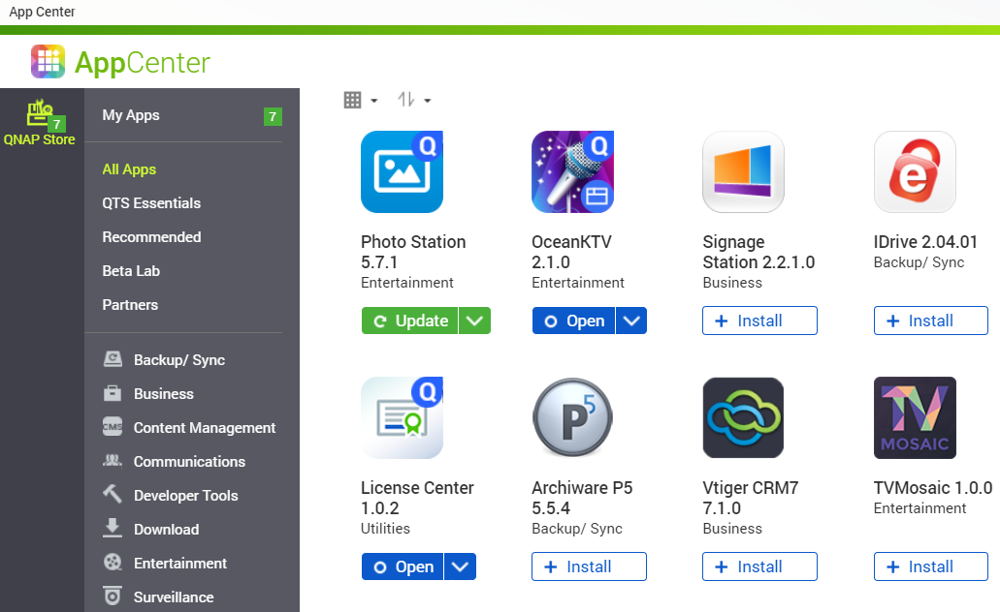 App Center
AppCenter
7
QNAP Store
My Apps 7
All Apps
QTS Essentials
Recommended
Beta Lab
Partners
Backup/ Sync
Business
CMS Content Management
Communications
Developer Tools
Download
Entertainment
Surveillance
Q
Photo Station
5.7.1
Entertainment
Update
Q
OceanKTV
2.1.0
Entertainment
Open
Signage
Station 2.2.1.0
Business
+ Install
e
IDrive 2.04.01
Backup/ Sync
+ Install
Q
License Center
1.0.2
Utilities
Open
P5
Archiware P5
5.5.4
Backup/ Sync
+ Install
Vtiger CRM7
7.1.0
Business
+ Install
TV
MOSAIC
TVMosaic 1.0.0
Entertainment
+ Install